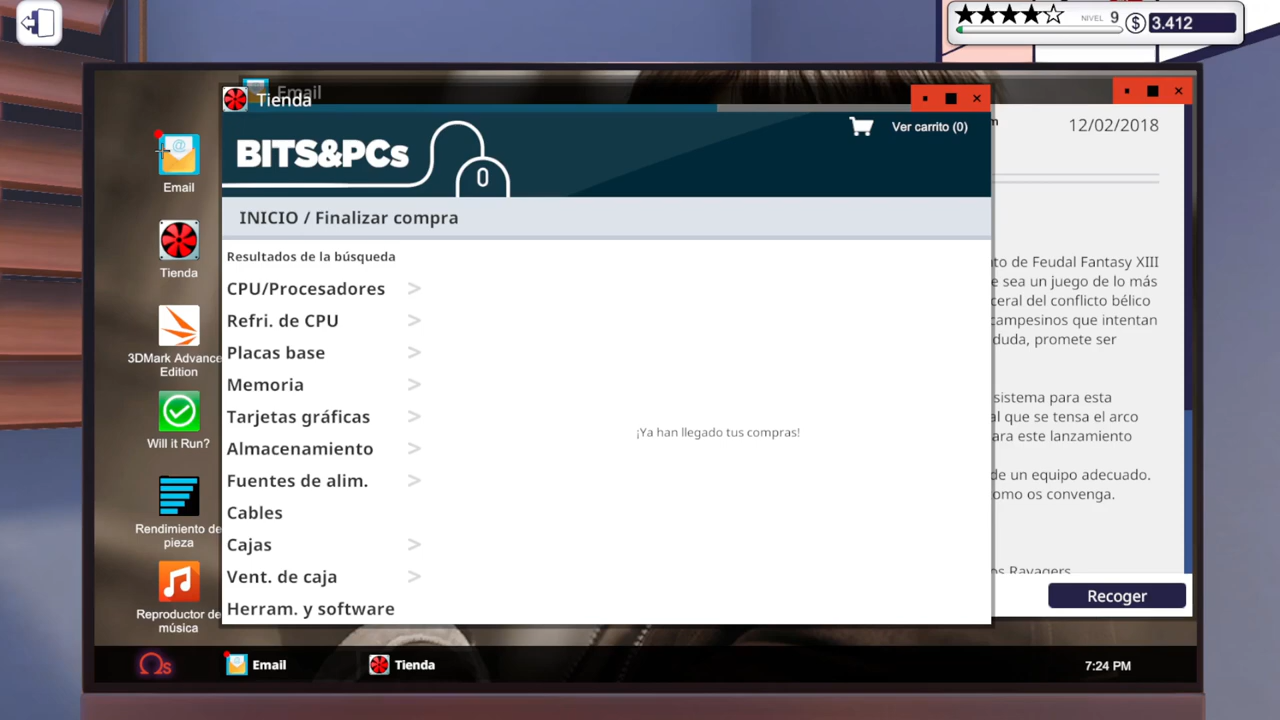 NIVEL 9 $ 3.412
Email
Tienda
Ver carrito (0)
m
12/02/2018
BITS&PCs
INICIO / Finalizar compra
Resultados de la búsqueda
CPU/Procesadores >
Refri. de CPU >
Placas base >
Memoria >
Tarjetas gráficas >
Almacenamiento >
Fuentes de alim. >
Cables
Cajas >
Vent. de caja >
Herram. y software
¡Ya han llegado tus compras!
to de Feudal Fantasy XIII
e sea un juego de lo más
ceral del conflicto bélico
campesinos que intentan
duda, promete ser
sistema para esta
al que se tensa el arco
ara este lanzamiento
de un equipo adecuado.
omo os convenga.
os Ravagers
Recoger
Email
Tienda
3DMark Advance
Edition
Will it Run?
Rendimiento de
pieza
Reproductor de
música
Ωs
Email
Tienda
7:24 PM